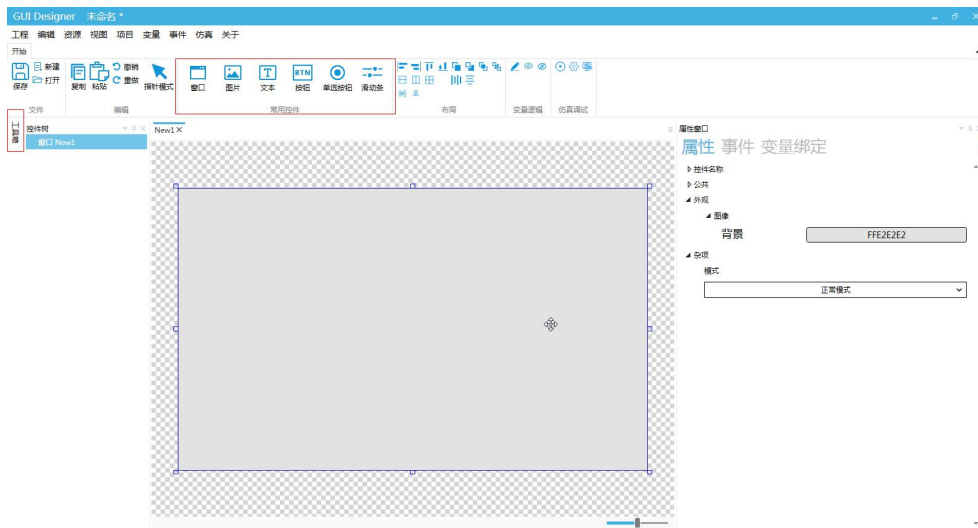 GUI Designer 未命名 *
工程 编辑 资源 视图 项目 变量 事件 仿真 关于
开始
保存 新建 打开 复制 粘贴 撤销 重做 指针模式 窗口 图片 文本 BTN 按钮 单选按钮 滑动条
文件 编辑 常用控件 布局 变量逻辑 仿真调试
工具箱
控件树
窗口 New1
New1
属性窗口
属性 事件 变量绑定
控件名称
公共
外观
图像
背景 FFE2E2E2
杂项
模式
正常模式